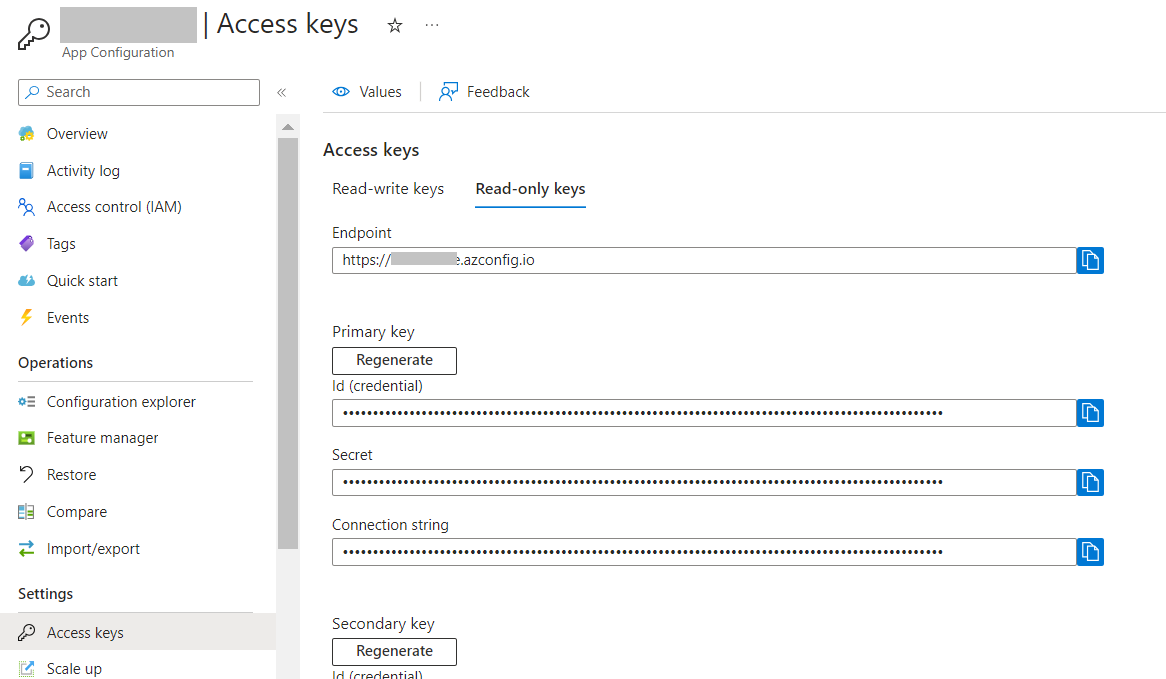 | Access keys
App Configuration
Search
«
Values
Feedback
Overview
Activity log
Access control (IAM)
Tags
Quick start
Events
Operations
Configuration explorer
Feature manager
Restore
Compare
Import/export
Settings
Access keys
Scale up
Access keys
Read-write keys
Read-only keys
Endpoint
https:// e.azconfig.io
Primary key
Regenerate
Id (credential)
Secret
Connection string
Secondary key
Regenerate
Id (credential)